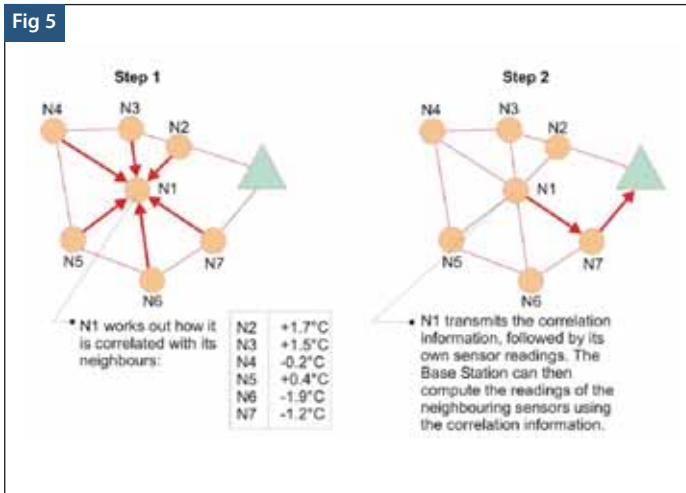 Fig 5
Step 1
N4
N3
N2
N1
N5
N6
N7
N1 works out how it
is correlated with its
neighbours:
N2 +1.7°C
N3 +1.5°C
N4 -0.2°C
N5 +0.4°C
N6 -1.9°C
N7 -1.2°C
Step 2
N4
N3
N2
N1
N5
N7
N6
N1 transmits the correlation
information, followed by its
own sensor readings. The
Base Station can then
compute the readings of the
neighbouring sensors using
the correlation information.